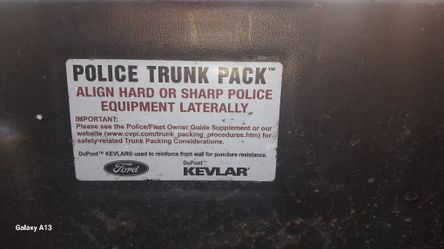 POLICE TRUNK PACK™
ALIGN HARD OR SHARP POLICE
EQUIPMENT LATERALLY
IMPORTANT:
Please see the Police/Fleet Owner Guide Supplement or our
website (www.cvpi.com/trunk_packing_procedures.htm) for
safety-related Trunk Packing Considerations.
DuPont™ KEVLAR® used to reinforce front wall for puncture resistance.
Ford
DuPont™
KEVLAR®
Galaxy A13